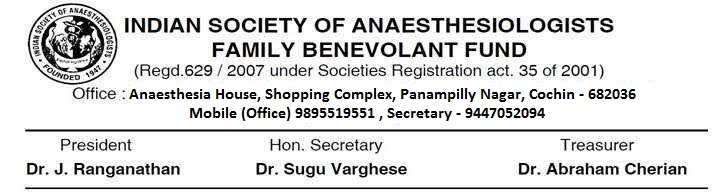 INDIAN SOCIETY OF ANAESTHESIOLOGISTS
FOUNDED 1947
INDIAN SOCIETY OF ANAESTHESIOLOGISTS
FAMILY BENEVOLANT FUND
(Regd.629 / 2007 under Societies Registration act. 35 of 2001)
Office : Anaesthesia House, Shopping Complex, Panampilly Nagar, Cochin - 682036
Mobile (Office) 9895519551 , Secretary - 9447052094
President Hon. Secretary Treasurer
Dr. J. Ranganathan Dr. Sugu Varghese Dr. Abraham Cherian